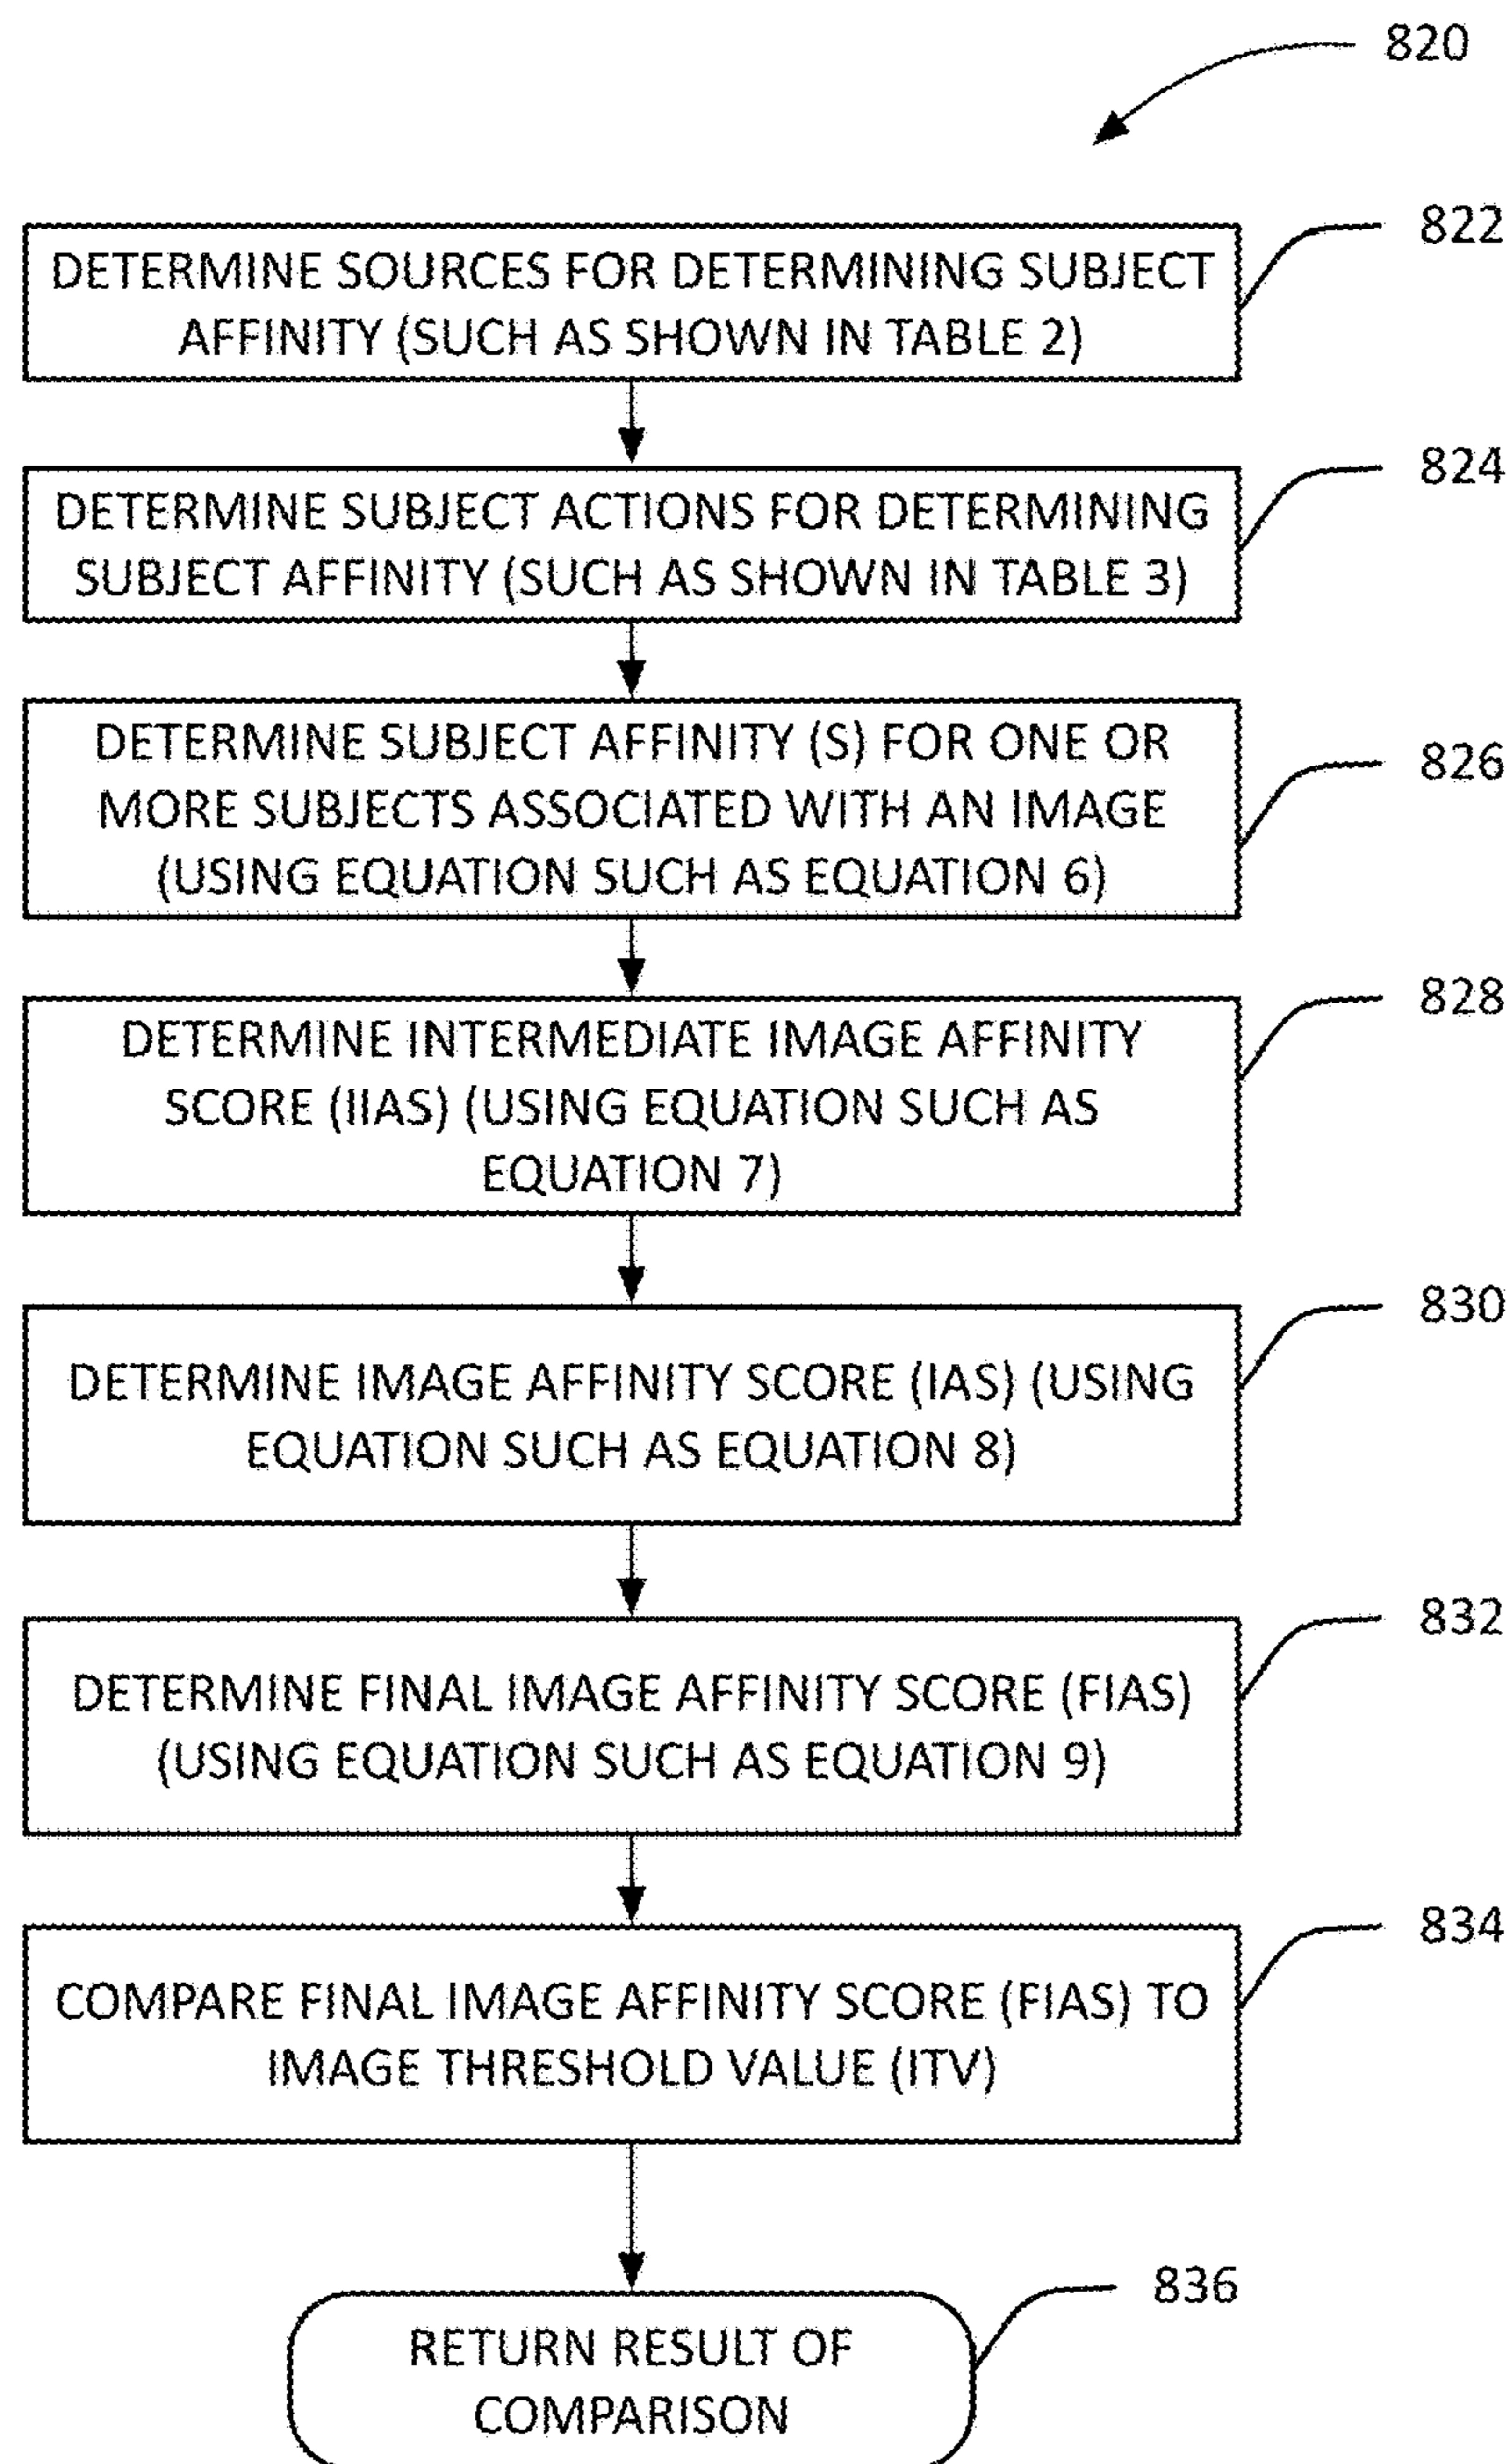 820
822
DETERMINE SOURCES FOR DETERMINING SUBJECT
AFFINITY (SUCH AS SHOWN IN TABLE 2)
824
DETERMINE SUBJECT ACTIONS FOR DETERMINING
SUBJECT AFFINITY (SUCH AS SHOWN IN TABLE 3)
826
DETERMINE SUBJECT AFFINITY (S) FOR ONE OR
MORE SUBJECTS ASSOCIATED WITH AN IMAGE
(USING EQUATION SUCH AS EQUATION 6)
828
DETERMINE INTERMEDIATE IMAGE AFFINITY
SCORE (IIAS) (USING EQUATION SUCH AS
EQUATION 7)
830
DETERMINE IMAGE AFFINITY SCORE (IAS) (USING
EQUATION SUCH AS EQUATION 8)
832
DETERMINE FINAL IMAGE AFFINITY SCORE (FIAS)
(USING EQUATION SUCH AS EQUATION 9)
834
COMPARE FINAL IMAGE AFFINITY SCORE (FIAS) TO
IMAGE THRESHOLD VALUE (ITV)
836
RETURN RESULT OF
COMPARISON